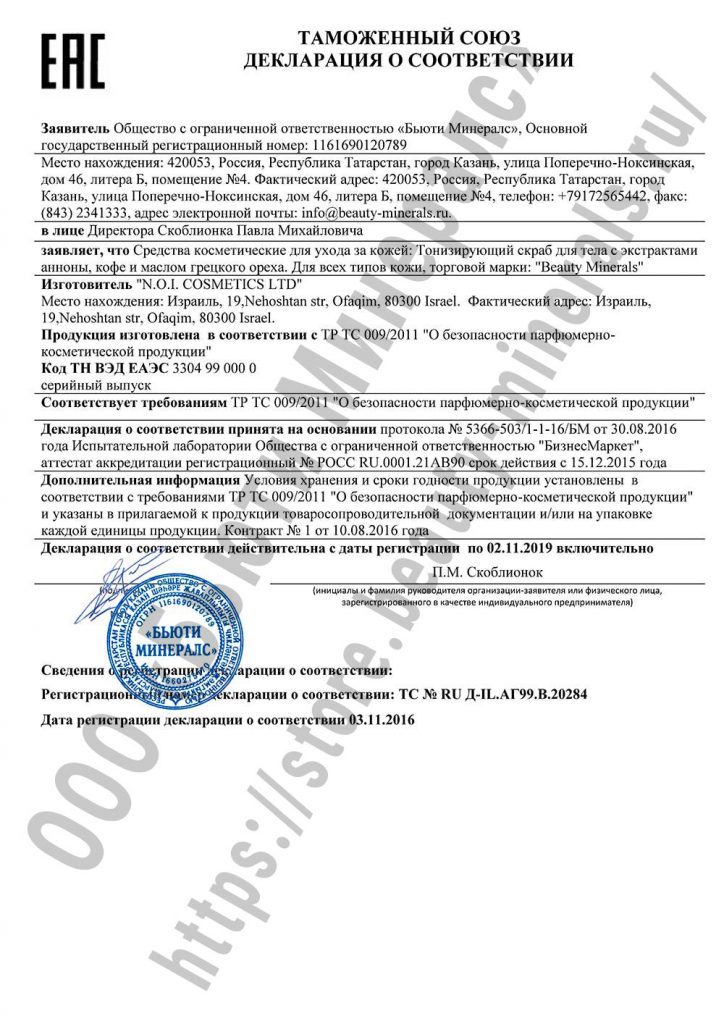 ЕАС
ТАМОЖЕННЫЙ СОЮЗ
ДЕКЛАРАЦИЯ О СООТВЕТСТВИИ
Заявитель Общество с ограниченной ответственностью «Бьюти Минералс», Основной
государственный регистрационный номер: 1161690120789
Место нахождения: 420053, Россия, Республика Татарстан, город Казань, улица Поперечно-Ноксинская,
дом 46, литера Б, помещение №4. Фактический адрес: 420053, Россия, Республика Татарстан, город
Казань, улица Поперечно-Ноксинская, дом 46, литера Б, помещение №4, телефон: +79172565442, факс:
(843) 2341333, адрес электронной почты: info@beauty-minerals.ru.
в лице Директора Скоблионка Павла Михайловича
заявляет, что Средства косметические для ухода за кожей: Тонизирующий скраб для тела с экстрактами
анноны, кофе и маслом грецкого ореха. Для всех типов кожи, торговой марки: "Beauty Minerals"
Изготовитель "N.O.I. COSMETICS LTD"
Место нахождения: Израиль, 19,Nehoshtan str, Ofaqim, 80300 Israel. Фактический адрес: Израиль,
19,Nehoshtan str, Ofaqim, 80300 Israel.
Продукция изготовлена в соответствии с ТР ТС 009/2011 "О безопасности парфюмерно-
косметической продукции"
Код ТН ВЭД ЕАЭС 3304 99 000 0
серийный выпуск
Соответствует требованиям ТР ТС 009/2011 "О безопасности парфюмерно-косметической продукции"
Декларация о соответствии принята на основании протокола № 5366-503/1-1-16/БМ от 30.08.2016
года Испытательной лаборатории Общества с ограниченной ответственностью "БизнесМаркет",
аттестат аккредитации регистрационный № РОСС RU.0001.21АВ90 срок действия с 15.12.2015 года
Дополнительная информация Условия хранения и сроки годности продукции установлены в
соответствии с требованиями ТР ТС 009/2011 "О безопасности парфюмерно-косметической продукции"
и указаны в прилагаемой к продукции товаросопроводительной документации и/или на упаковке
каждой единицы продукции. Контракт № 1 от 10.08.2016 года
Декларация о соответствии действительна с даты регистрации по 02.11.2019 включительно
П.М. Скоблионок
(инициалы и фамилия руководителя организации-заявителя или физического лица,
зарегистрированного в качестве индивидуального предпринимателя)
ОГРН 1161690120789
«БЬЮТИ
МИНЕРАЛС»
Сведения о регистрации декларации о соответствии:
Регистрационный номер декларации о соответствии: ТС № RU Д-IL.АГ99.В.20284
Дата регистрации декларации о соответствии 03.11.2016
ООО «Бьюти Минералс»
https://store.beauty-minerals.ru/